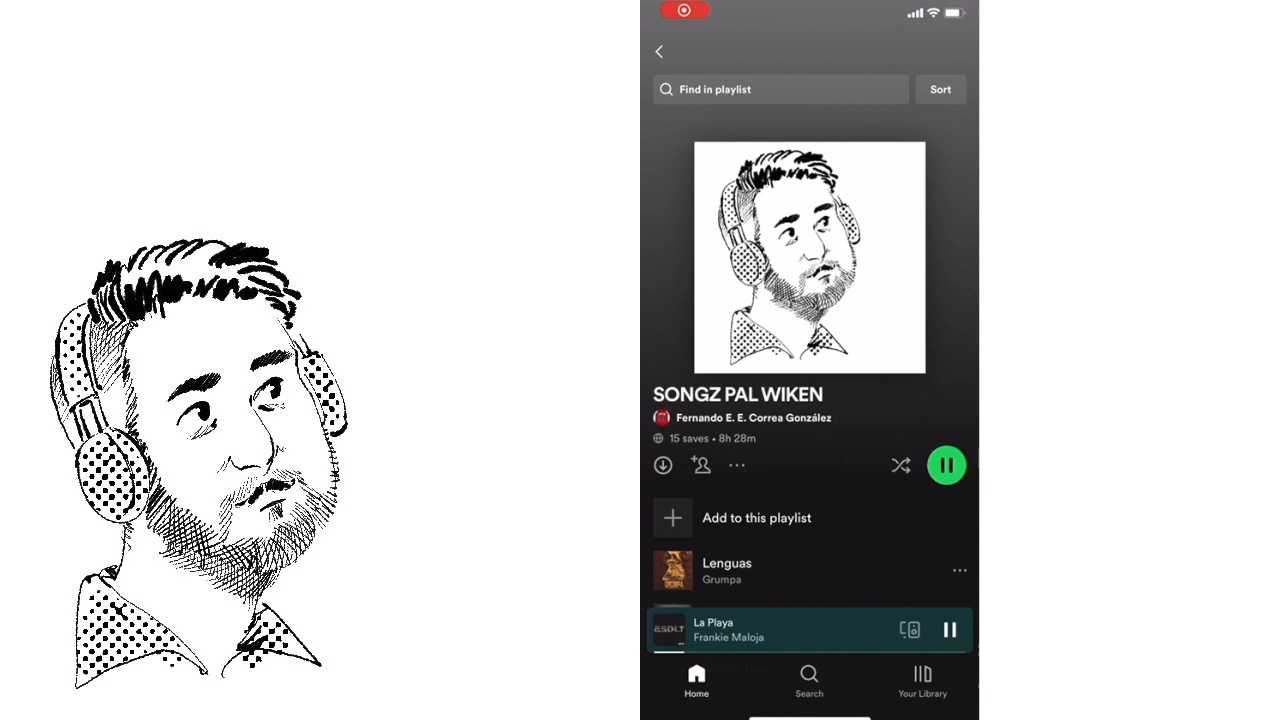 Find in playlist
Sort
SONGZ PAL WIKEN
Fernando E. E. Correa González
15 saves • 8h 28m
Add to this playlist
Lenguas
Grumpa
ESDLT
La Playa
Frankie Maloja
Home
Search
Your Library